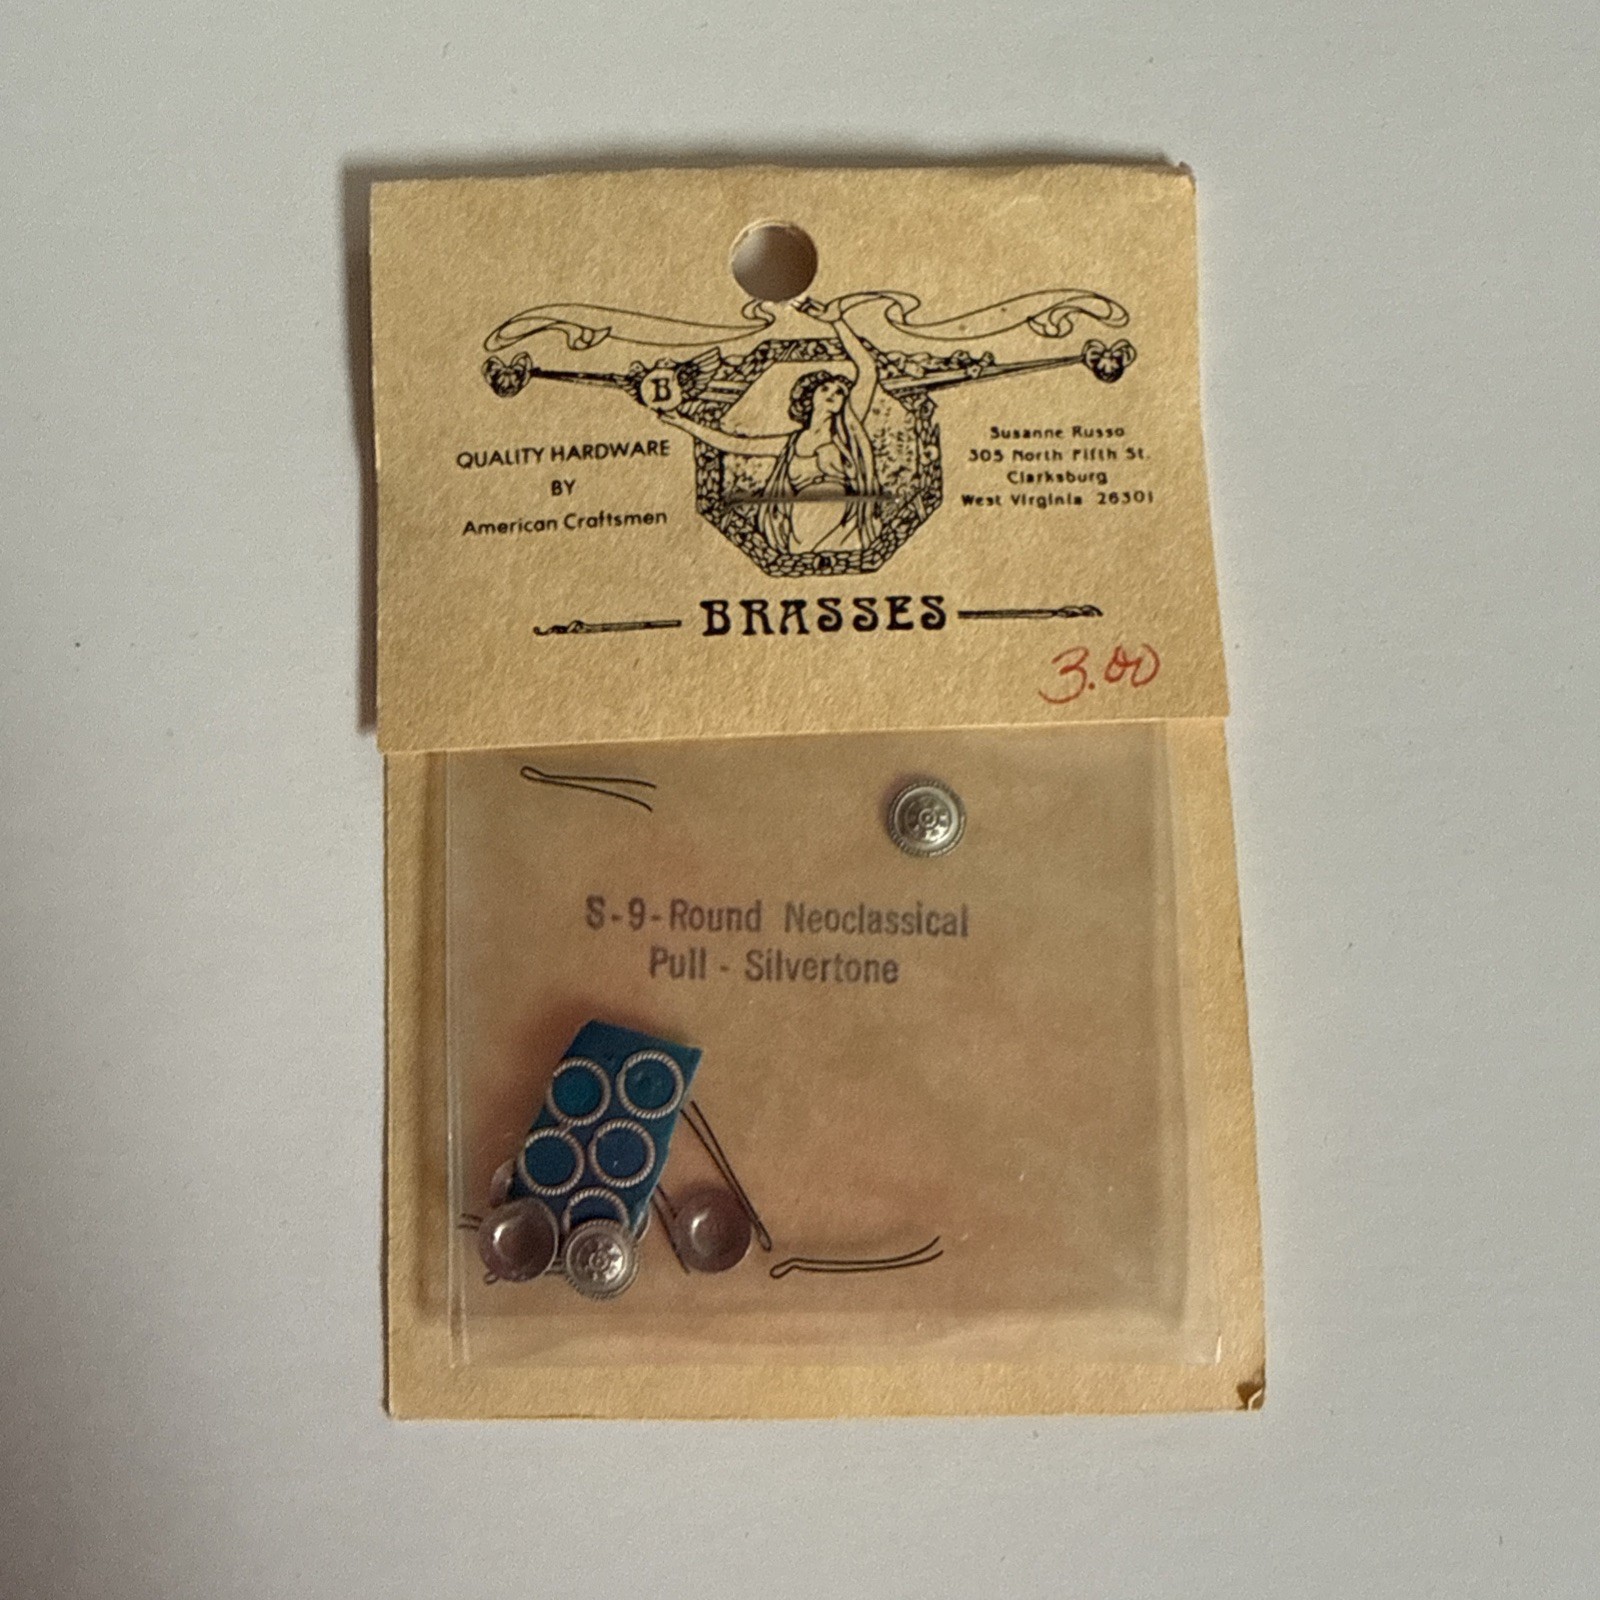 B
QUALITY HARDWARE
BY
American Craftsmen
Susanne Russo
305 North Fifth St.
Clarksburg
West Virginia 26301
BRASSES
3.00
S-9-Round Neoclassical
Pull - Silvertone